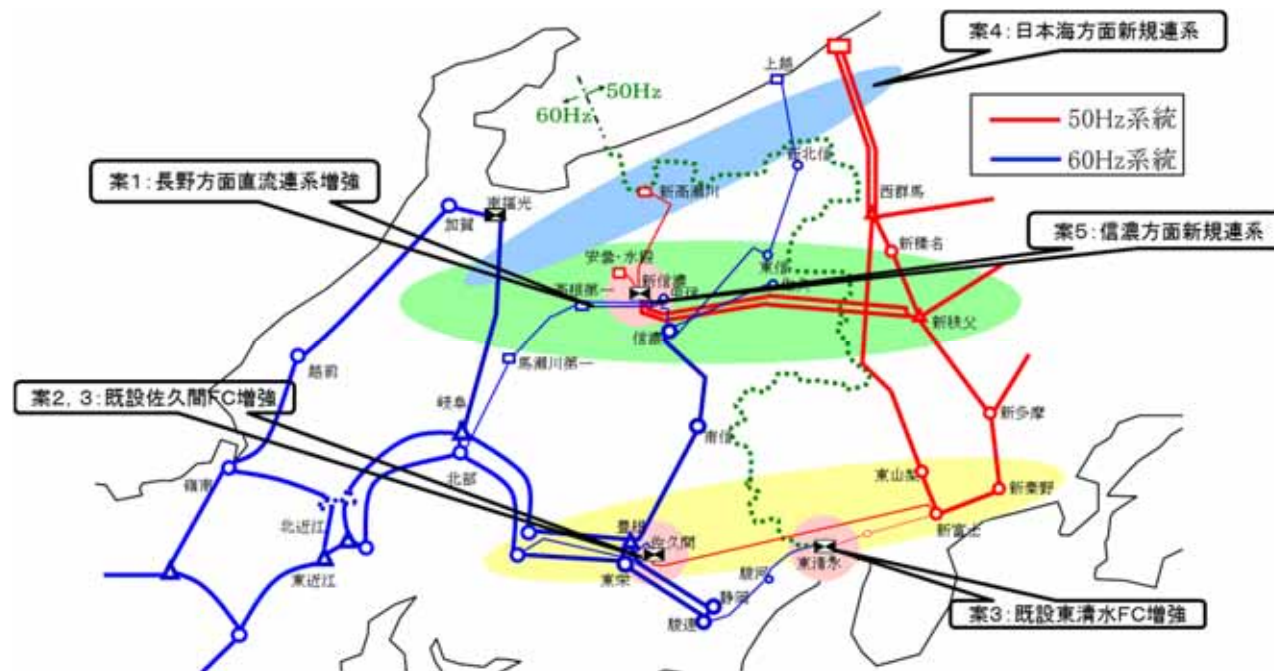 案4：日本海方面新規連系
上越
50Hz
60Hz
50Hz系統
60Hz系統
新北信
案1：長野方面直流連系増強
新高瀬川
西群馬
南福光
加賀
新榛名
案5：信濃方面新規連系
安曇・水殿
東信
新信濃
高根第一
新秩父
信濃
越前
馬瀬川第一
案2，3：既設佐久間FC増強
岐阜
新多摩
南信
嶺南
北部
東山梨
新秦野
北近江
豊根
佐久間
新富士
東近江
東栄
駿河
東清水
静岡
駿遠
案3：既設東清水FC増強